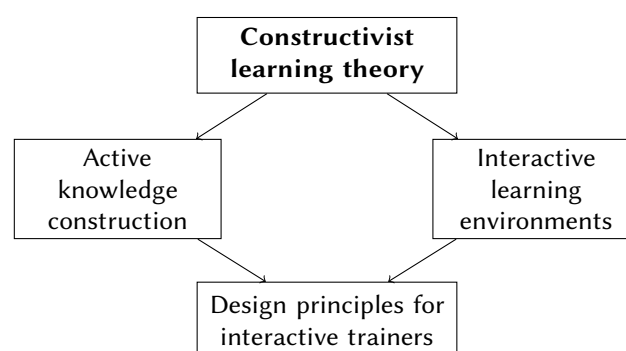 Constructivist
learning theory
Active
knowledge
construction
Interactive
learning
environments
Design principles for
interactive trainers